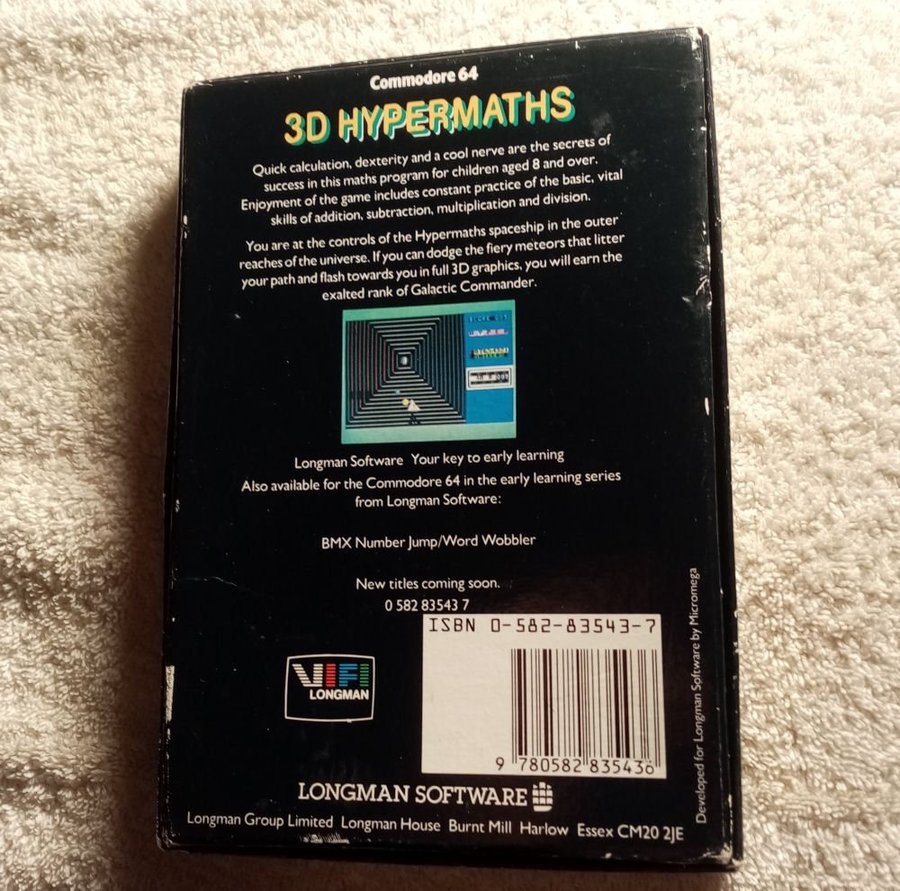 Commodore 64
3D HYPERMATHS
Quick calculation, dexterity and a cool nerve are the secrets of
success in this maths program for children aged 8 and over.
Enjoyment of the game includes constant practice of the basic, vital
skills of addition, subtraction, multiplication and division.
You are at the controls of the Hypermaths spaceship in the outer
reaches of the universe. If you can dodge the fiery meteors that litter
your path and flash towards you in full 3D graphics, you will earn the
exalted rank of Galactic Commander.
Longman Software Your key to early learning
Also available for the Commodore 64 in the early learning series
from Longman Software:
BMX Number Jump/Word Wobbler
New titles coming soon.
0 582 83543 7
ISBN 0-582-83543-7
VIFI
LONGMAN
9 780582 835436
LONGMAN SOFTWARE
Longman Group Limited Longman House Burnt Mill Harlow Essex CM20 2JE
Developed for Longman Software by Micromega